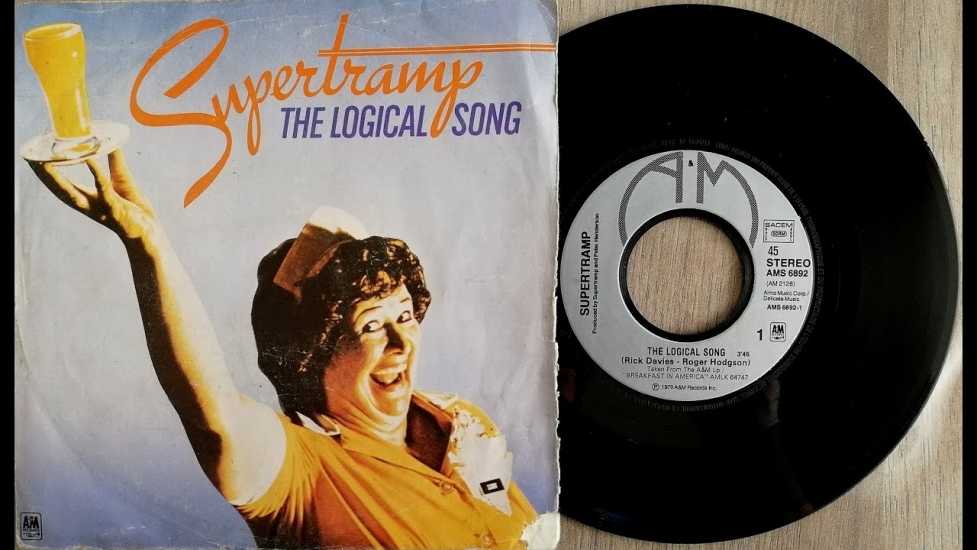 Supertramp
THE LOGICAL SONG
A&M
A&M
SACEM
45
STEREO
AMS 6892
(AM 2128)
Almo Music Corp./
Delicate Music
AMS 6892-1
1
A&M
SUPERTRAMP
Produced by Supertramp and Peter Henderson
THE LOGICAL SONG 3'45
(Rick Davies - Roger Hodgson)
Taken From The A&M Lp
"BREAKFAST IN AMERICA" AMLK 64747
℗ 1979 A&M Records Inc.